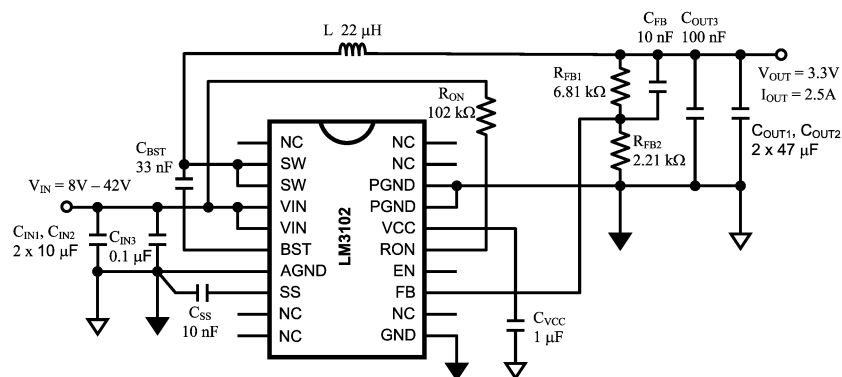 L 22 μH
C_FB
10 nF
C_OUT3
100 nF
R_FB1
6.81 kΩ
V_OUT = 3.3V
I_OUT = 2.5A
R_ON
102 kΩ
C_OUT1, C_OUT2
2 x 47 μF
C_BST
33 nF
R_FB2
2.21 kΩ
V_IN = 8V – 42V
C_IN1, C_IN2
2 x 10 μF
C_IN3
0.1 μF
C_SS
10 nF
C_VCC
1 μF
LM3102
NC
SW
SW
VIN
VIN
BST
AGND
SS
NC
NC
NC
NC
PGND
PGND
VCC
RON
EN
FB
NC
GND